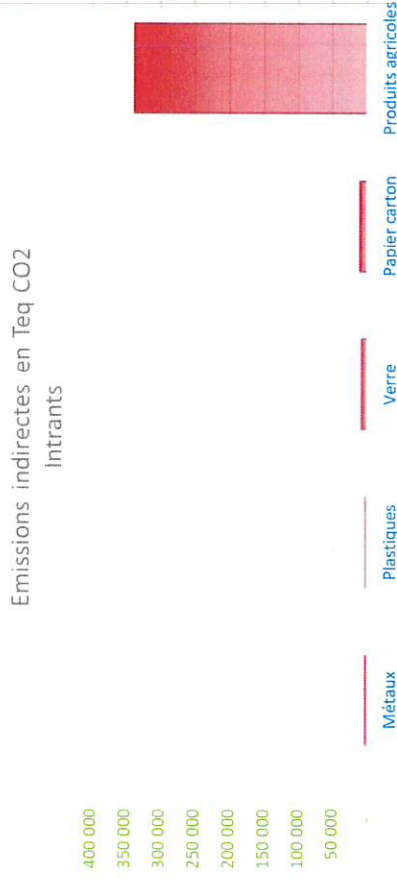 Emissions indirectes en Teq CO2
Intrants
400 000
350 000
300 000
250 000
200 000
150 000
100 000
50 000
-
Métaux
Plastiques
Verre
Papier carton
Produits agricoles